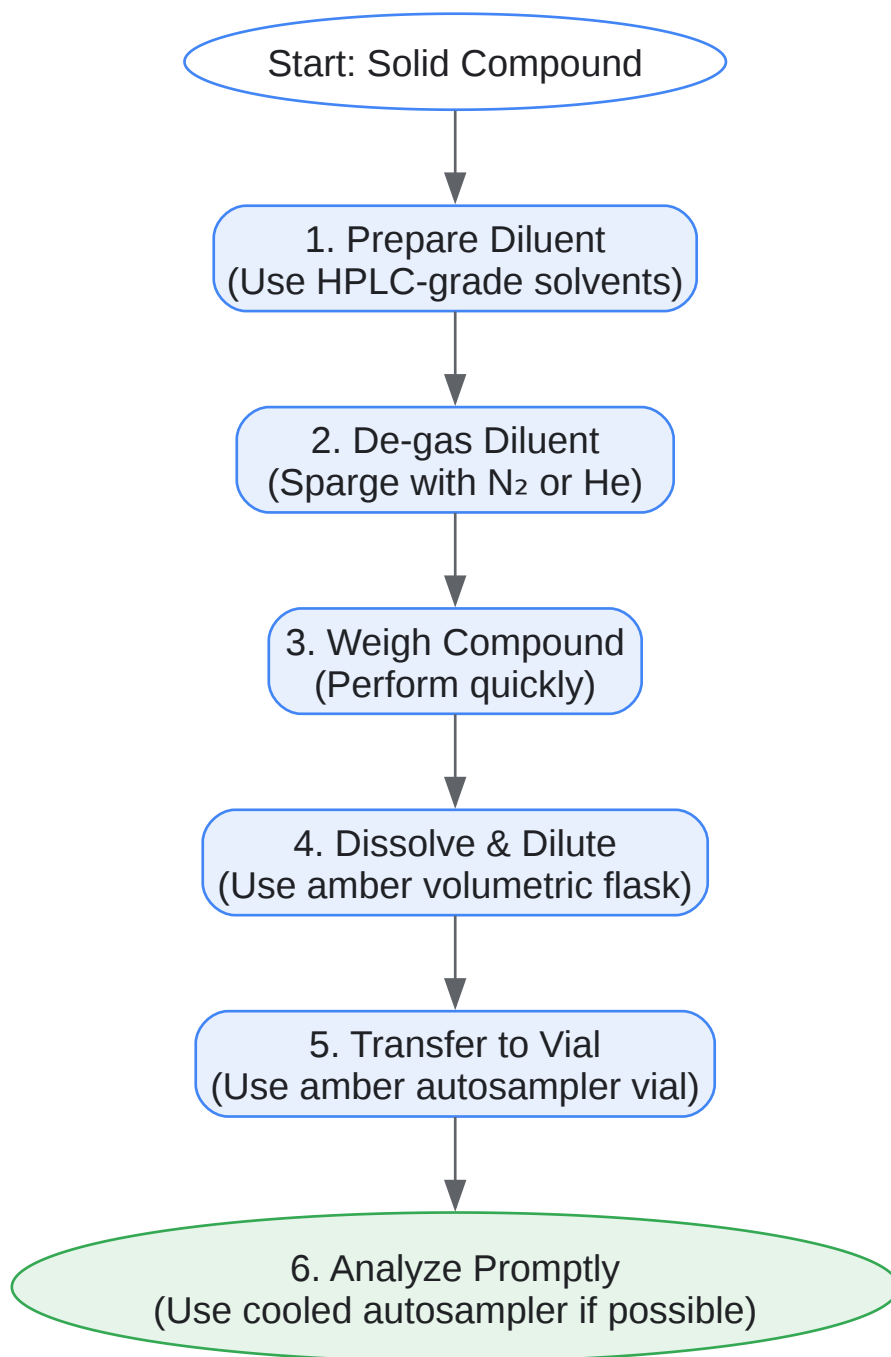 Start: Solid Compound
1. Prepare Diluent
(Use HPLC-grade solvents)
2. De-gas Diluent
(Sparge with N₂ or He)
3. Weigh Compound
(Perform quickly)
4. Dissolve & Dilute
(Use amber volumetric flask)
5. Transfer to Vial
(Use amber autosampler vial)
6. Analyze Promptly
(Use cooled autosampler if possible)